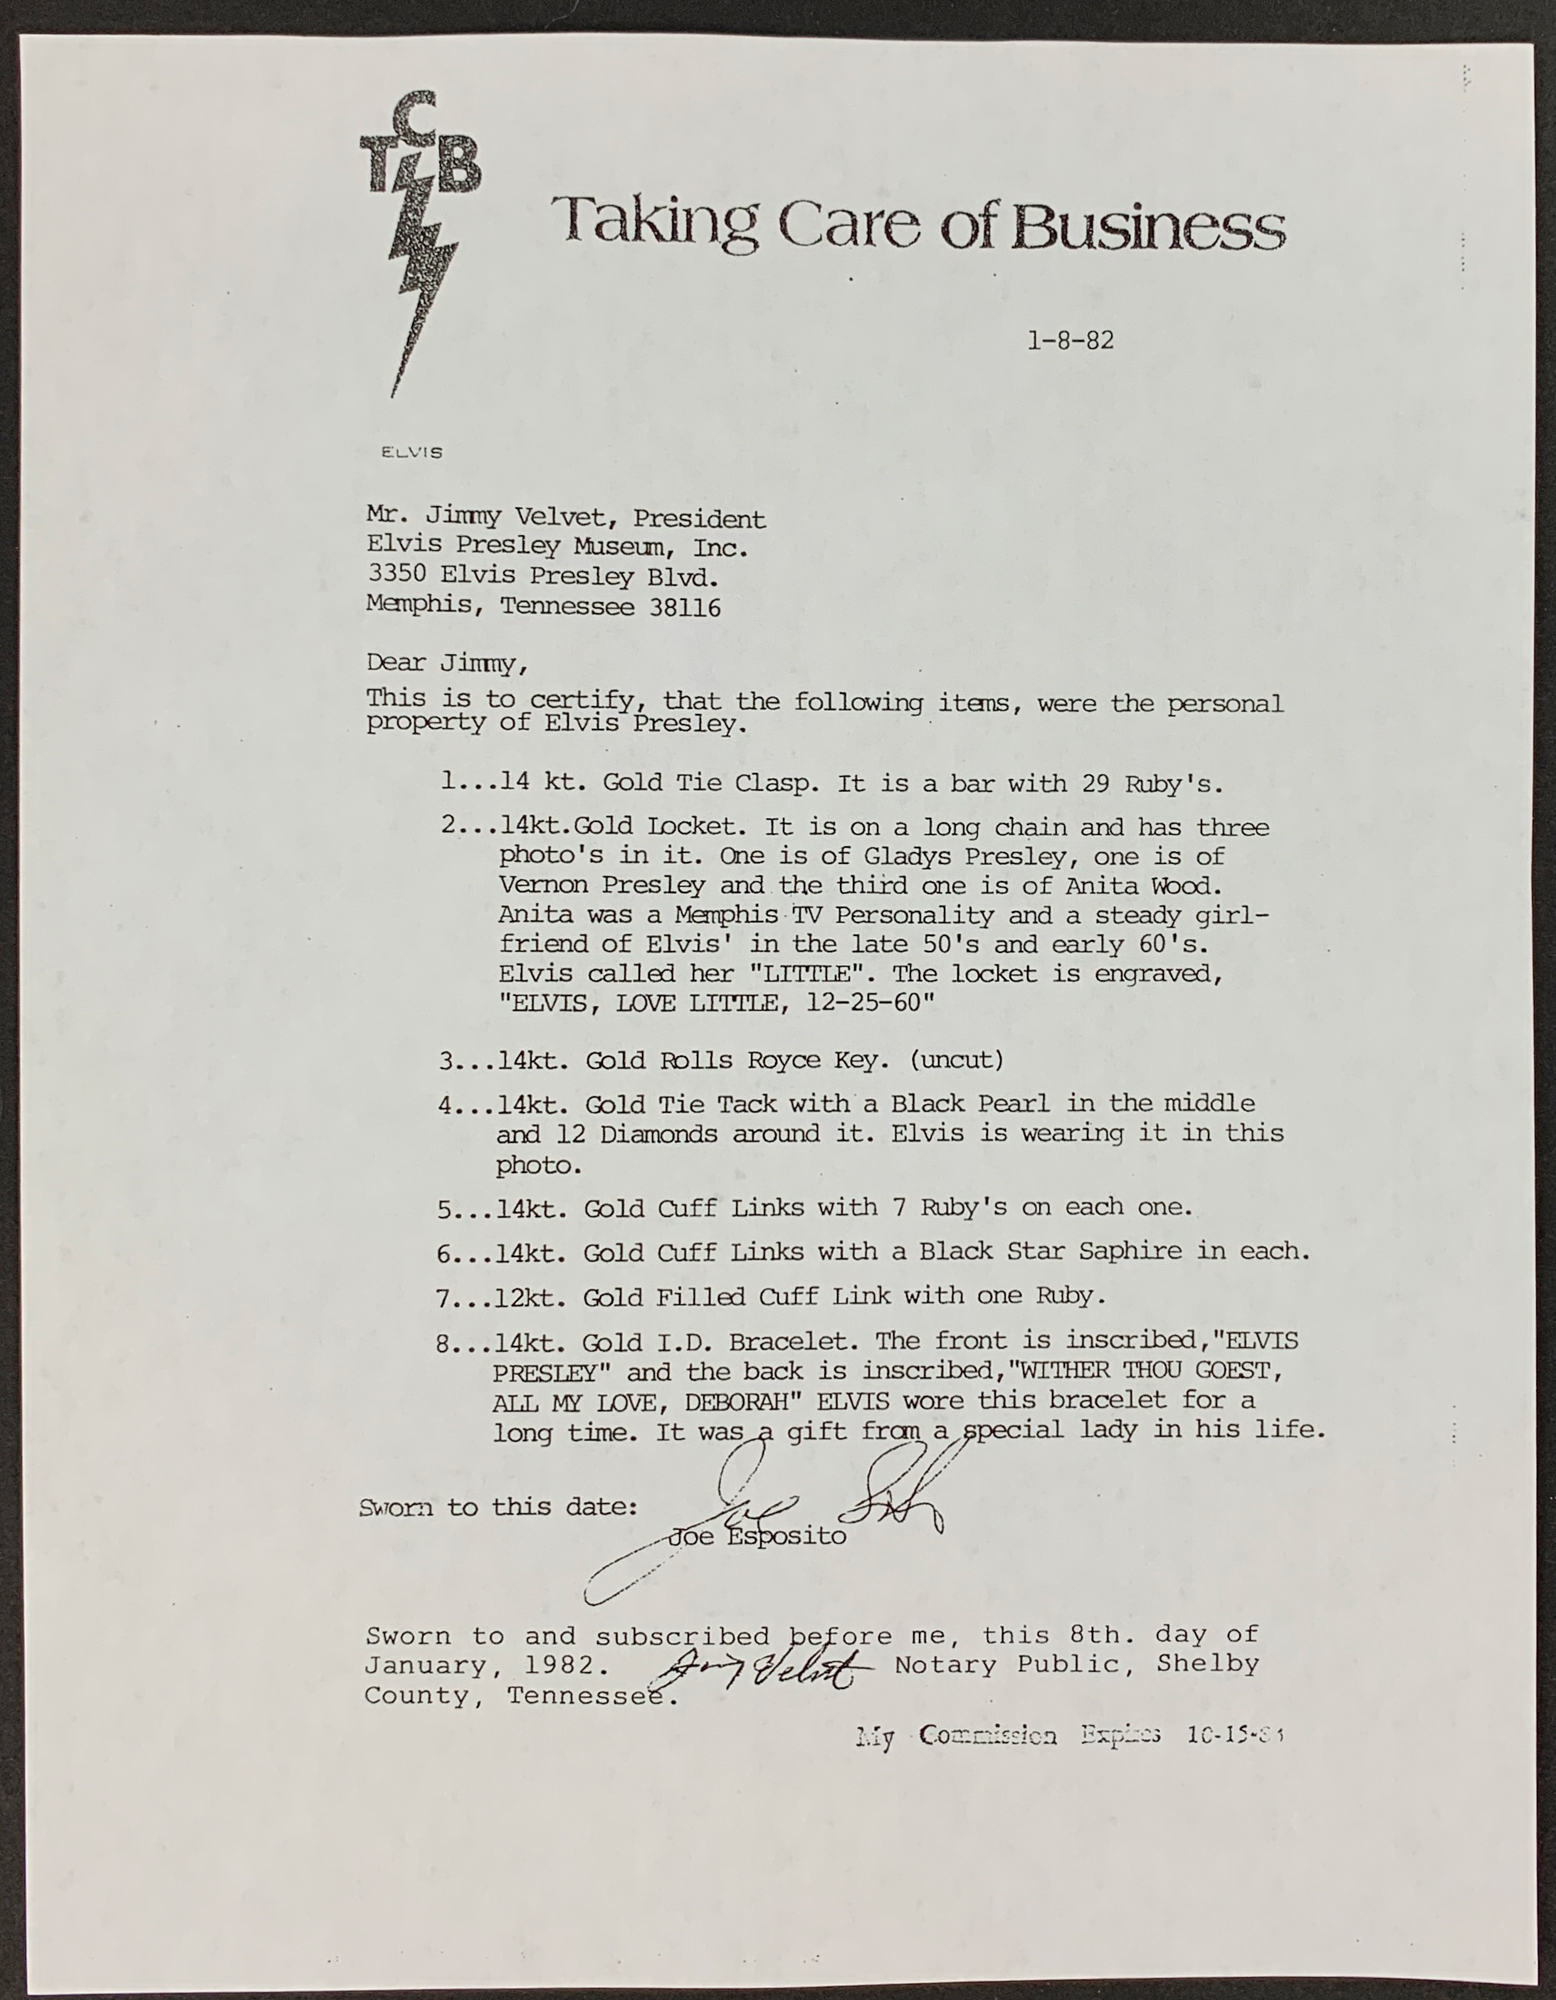 TCB
Taking Care of Business
1-8-82
ELVIS
Mr. Jimmy Velvet, President
Elvis Presley Museum, Inc.
3350 Elvis Presley Blvd.
Memphis, Tennessee 38116
Dear Jimmy,
This is to certify, that the following items, were the personal
property of Elvis Presley.
1...14 kt. Gold Tie Clasp. It is a bar with 29 Ruby's.
2...14kt.Gold Locket. It is on a long chain and has three
photo's in it. One is of Gladys Presley, one is of
Vernon Presley and the third one is of Anita Wood.
Anita was a Memphis TV Personality and a steady girl-
friend of Elvis' in the late 50's and early 60's.
Elvis called her "LITTLE". The locket is engraved,
"ELVIS, LOVE LITTLE, 12-25-60"
3...14kt. Gold Rolls Royce Key. (uncut)
4...14kt. Gold Tie Tack with a Black Pearl in the middle
and 12 Diamonds around it. Elvis is wearing it in this
photo.
5...14kt. Gold Cuff Links with 7 Ruby's on each one.
6...14kt. Gold Cuff Links with a Black Star Saphire in each.
7...12kt. Gold Filled Cuff Link with one Ruby.
8...14kt. Gold I.D. Bracelet. The front is inscribed,"ELVIS
PRESLEY" and the back is inscribed,"WITHER THOU GOEST,
ALL MY LOVE, DEBORAH" ELVIS wore this bracelet for a
long time. It was a gift from a special lady in his life.
Sworn to this date: Joe
Joe Esposito
Sworn to and subscribed before me, this 8th. day of
January, 1982. Jimmy Velvet Notary Public, Shelby
County, Tennessee.
My Commission Expires